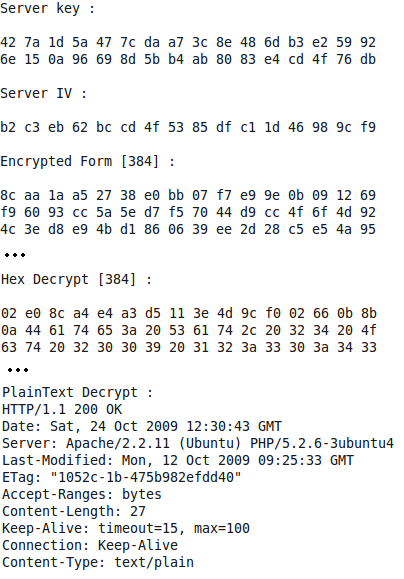 Server key :
42 7a 1d 5a 47 7c da a7 3c 8e 48 6d b3 e2 59 92
6e 15 0a 96 69 8d 5b b4 ab 80 83 e4 cd 4f 76 db
Server IV :
b2 c3 eb 62 bc cd 4f 53 85 df c1 1d 46 98 9c f9
Encrypted Form [384] :
8c aa 1a a5 27 38 e0 bb 07 f7 e9 9e 0b 09 12 69
f9 60 93 cc 5a 5e d7 f5 70 44 d9 cc 4f 6f 4d 92
4c 3e d8 e9 4b d1 86 06 39 ee 2d 28 c5 e5 4a 95
...
Hex Decrypt [384] :
02 e0 8c a4 e4 a3 d5 11 3e 4d 9c f0 02 66 0b 8b
0a 44 61 74 65 3a 20 53 61 74 2c 20 32 34 20 4f
63 74 20 32 30 30 39 20 31 32 3a 33 30 3a 34 33
...
PlainText Decrypt :
HTTP/1.1 200 OK
Date: Sat, 24 Oct 2009 12:30:43 GMT
Server: Apache/2.2.11 (Ubuntu) PHP/5.2.6-3ubuntu4
Last-Modified: Mon, 12 Oct 2009 09:25:33 GMT
ETag: "1052c-1b-475b982efdd40"
Accept-Ranges: bytes
Content-Length: 27
Keep-Alive: timeout=15, max=100
Connection: Keep-Alive
Content-Type: text/plain